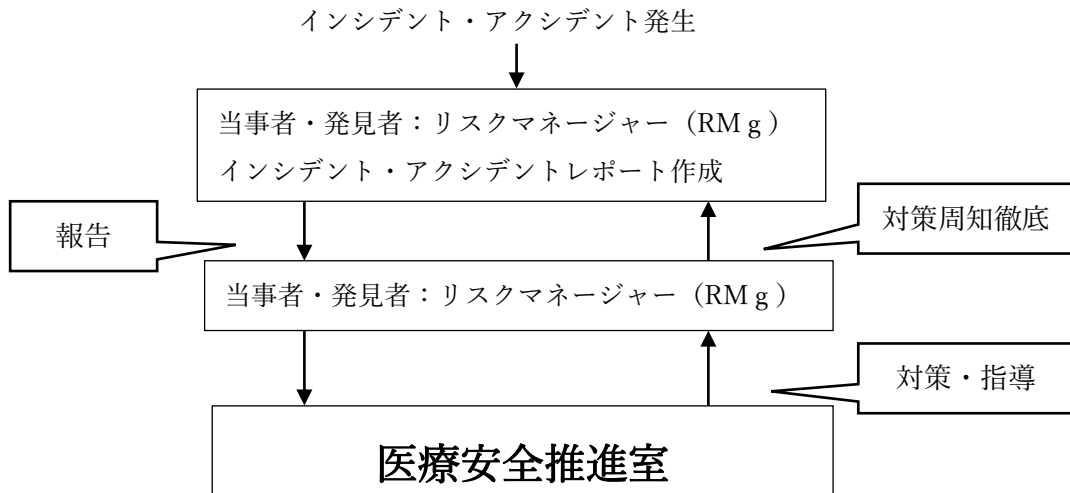 インシデント・アクシデント発生
当事者・発見者：リスクマネージャー（RMｇ）
インシデント・アクシデントレポート作成
報告
対策周知徹底
当事者・発見者：リスクマネージャー（RMｇ）
対策・指導
医療安全推進室